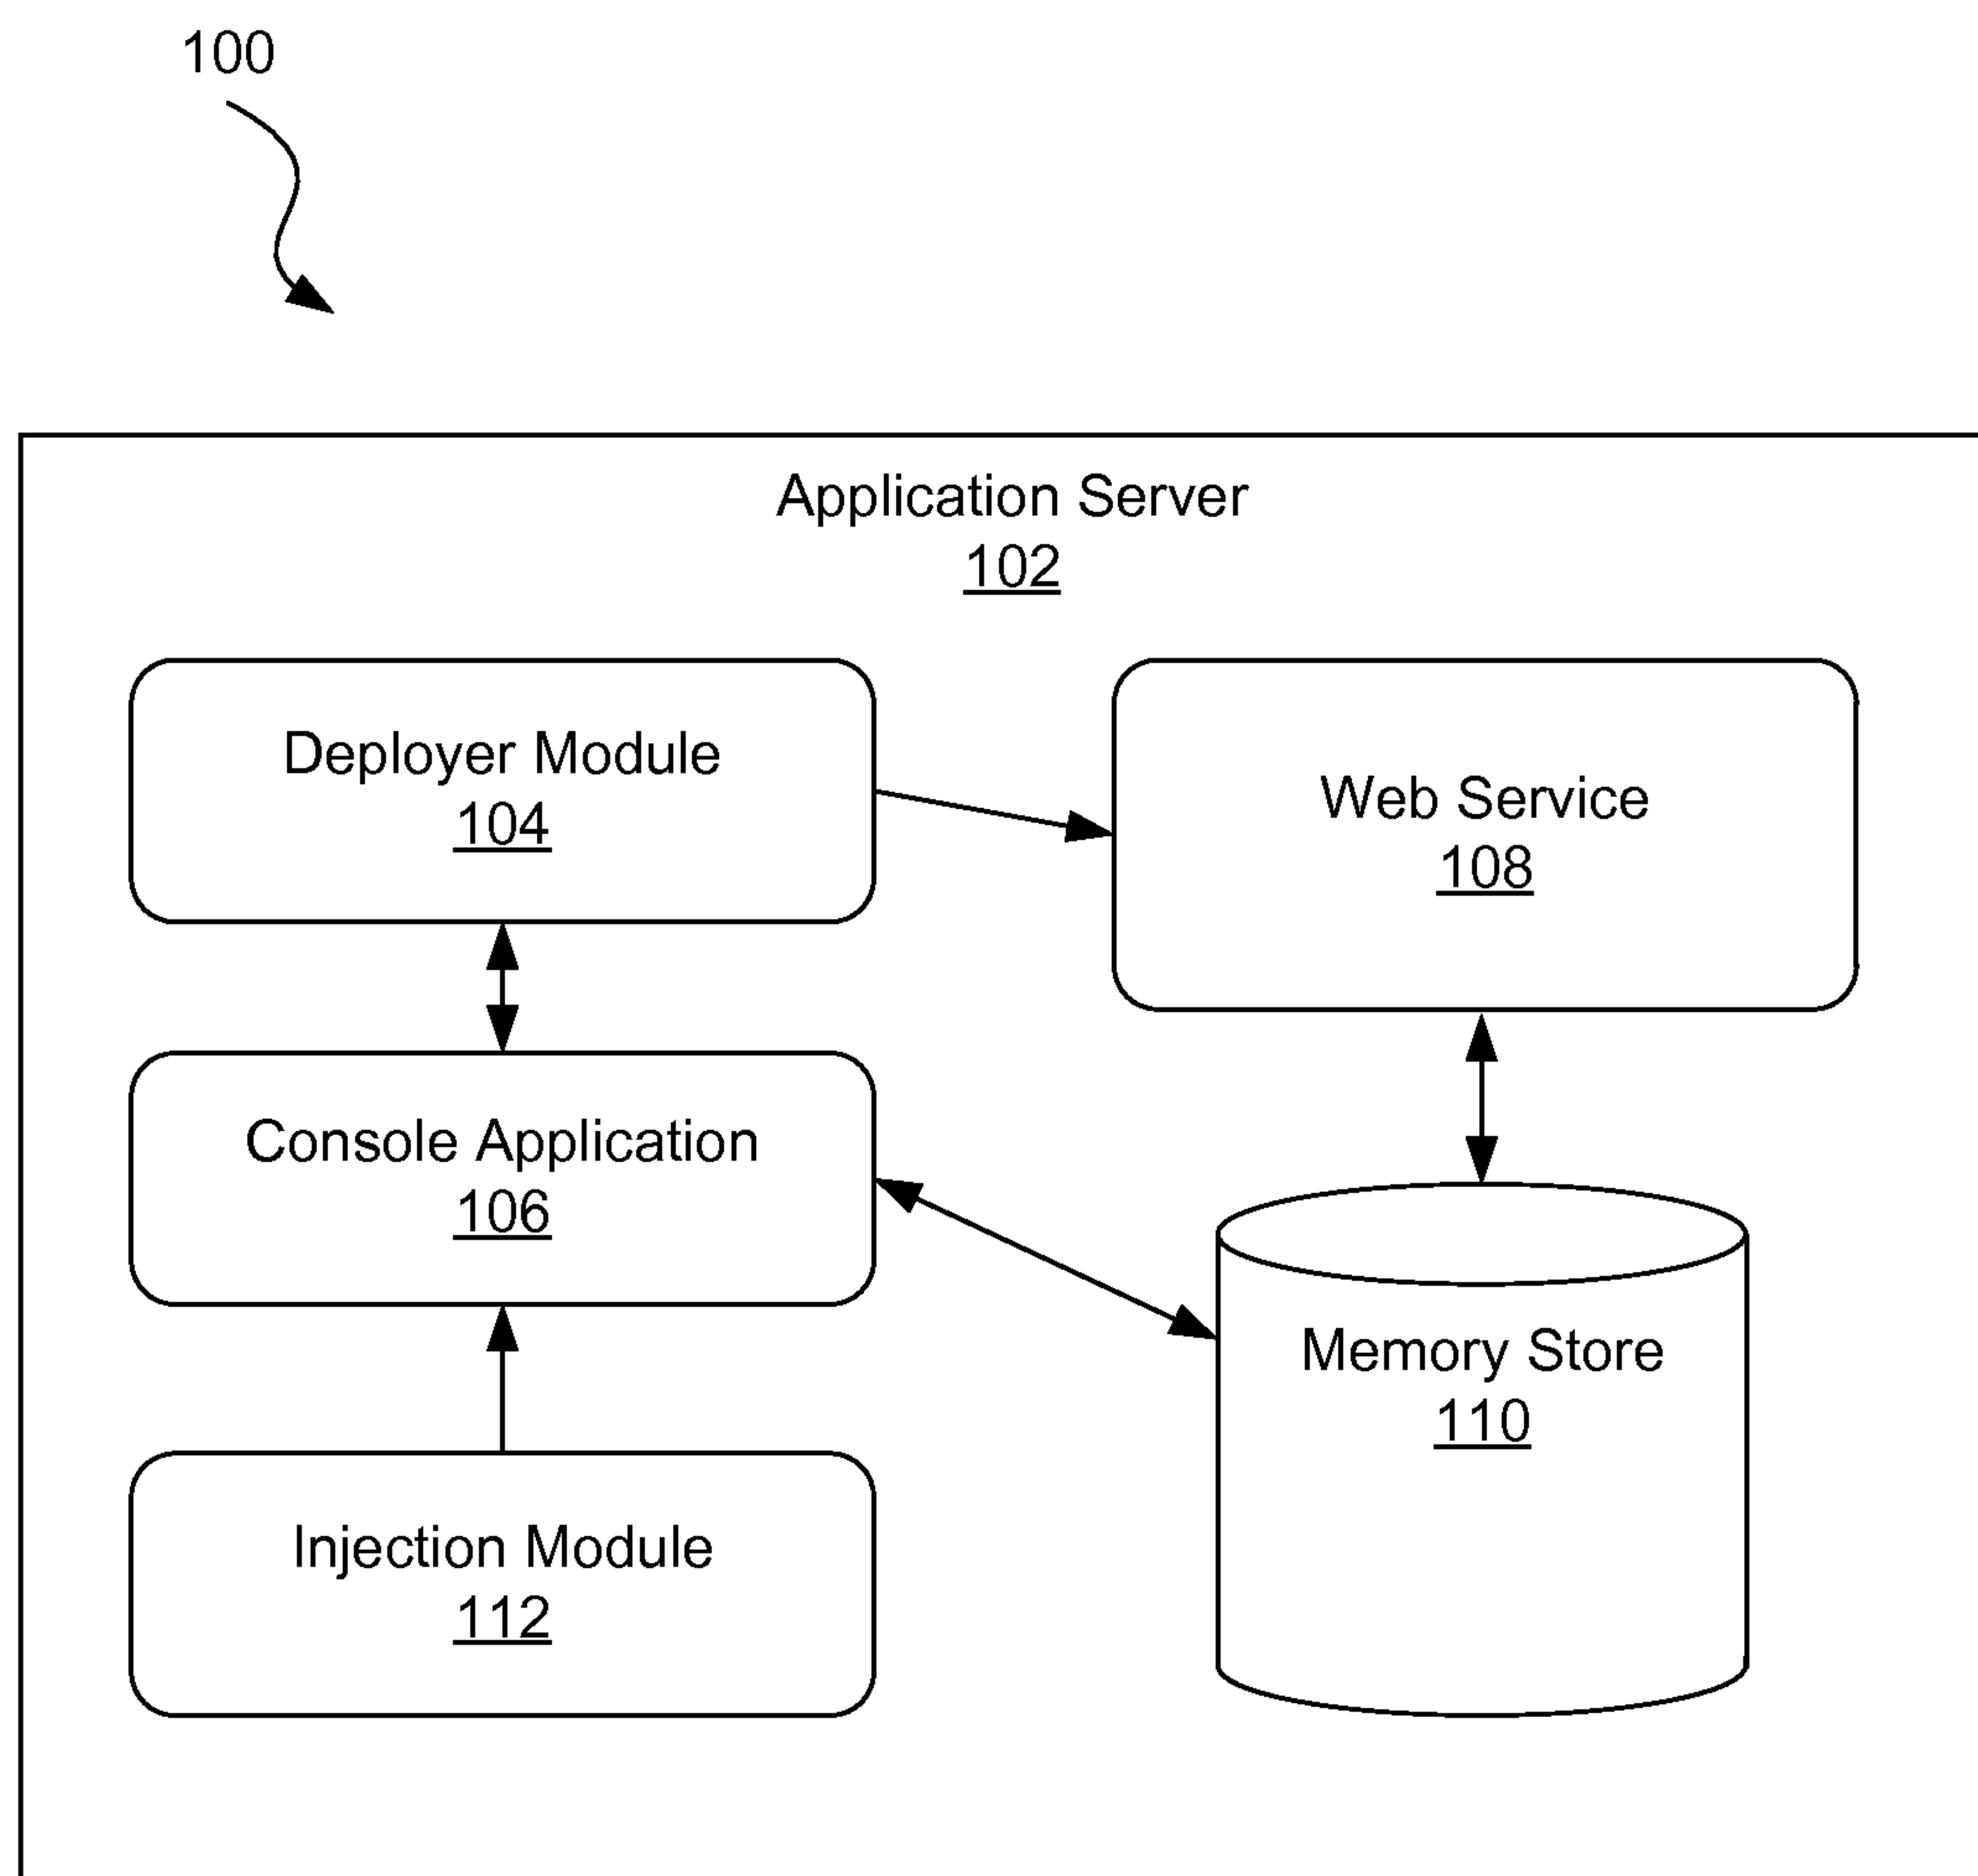 100
Application Server
102
Deployer Module
104
Web Service
108
Console Application
106
Memory Store
110
Injection Module
112